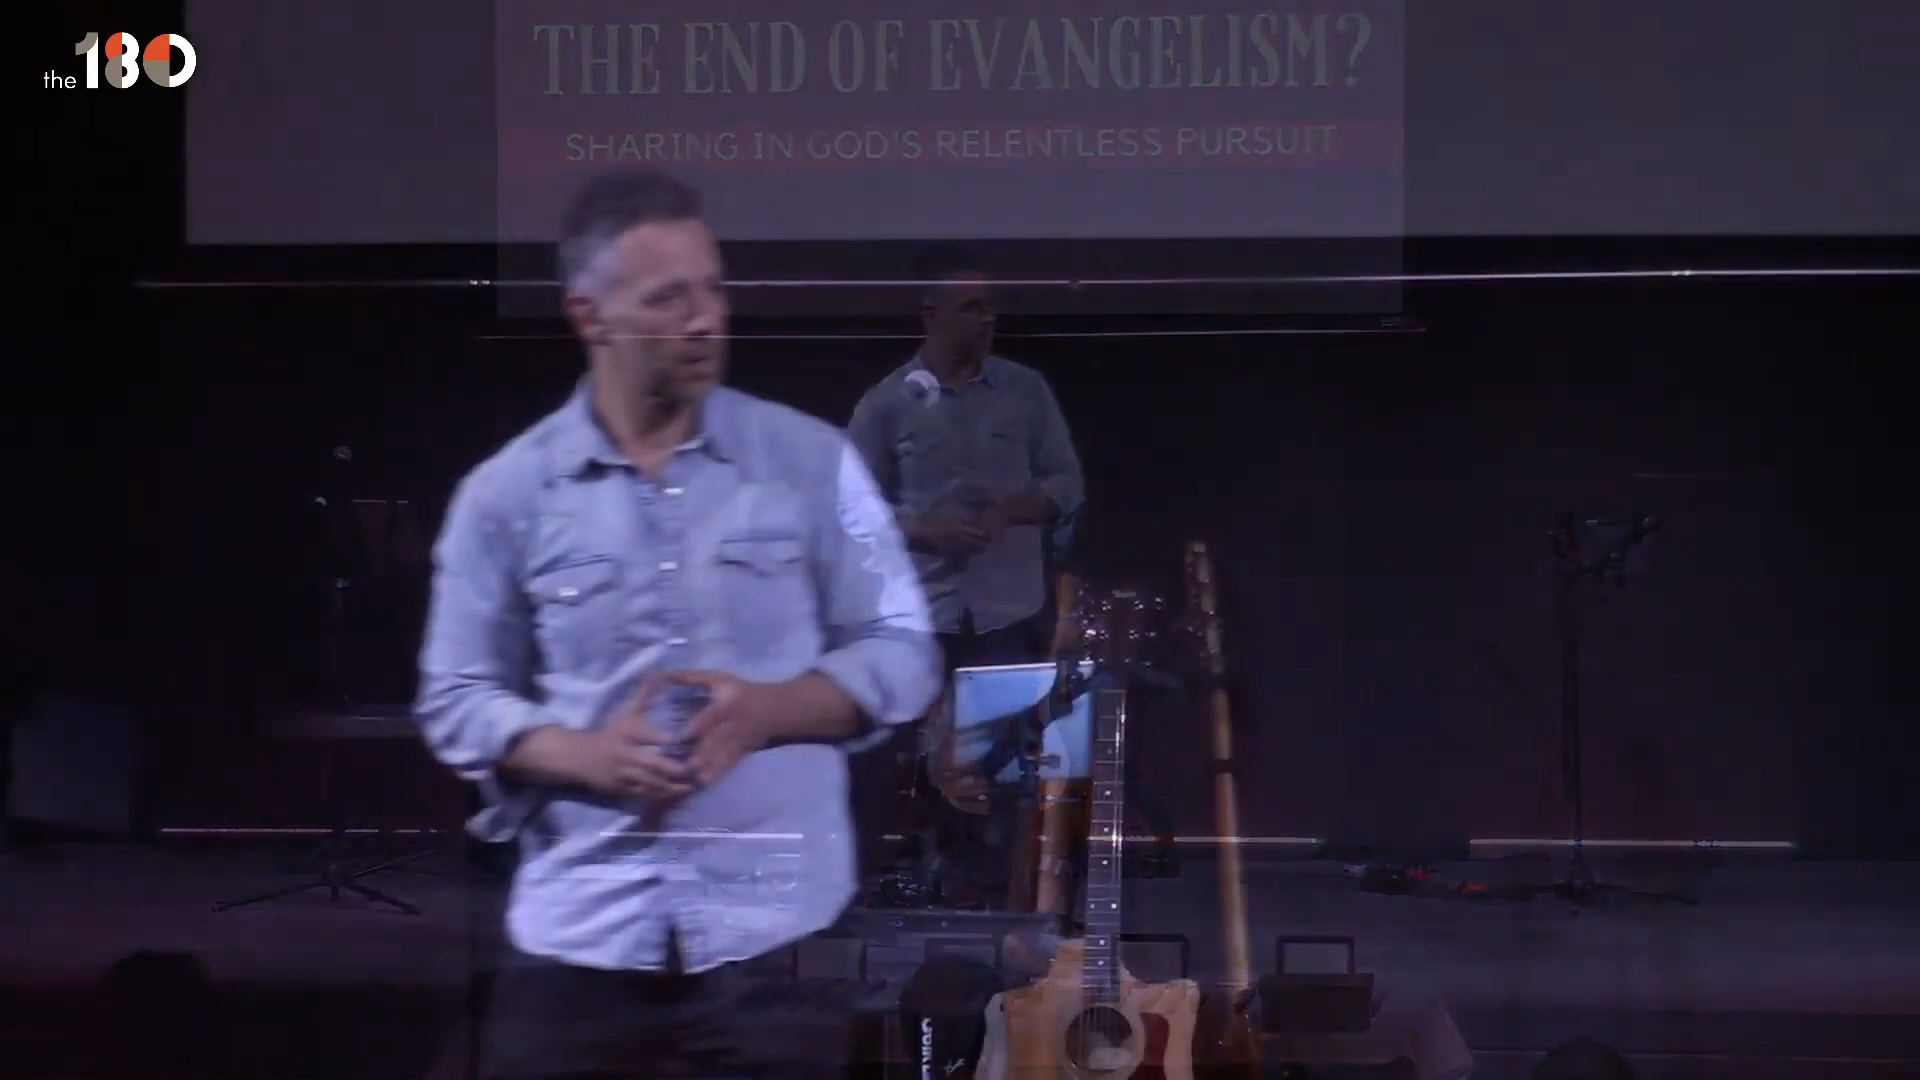 the 180
THE END OF EVANGELISM?
SHARING IN GOD'S RELENTLESS PURSUIT